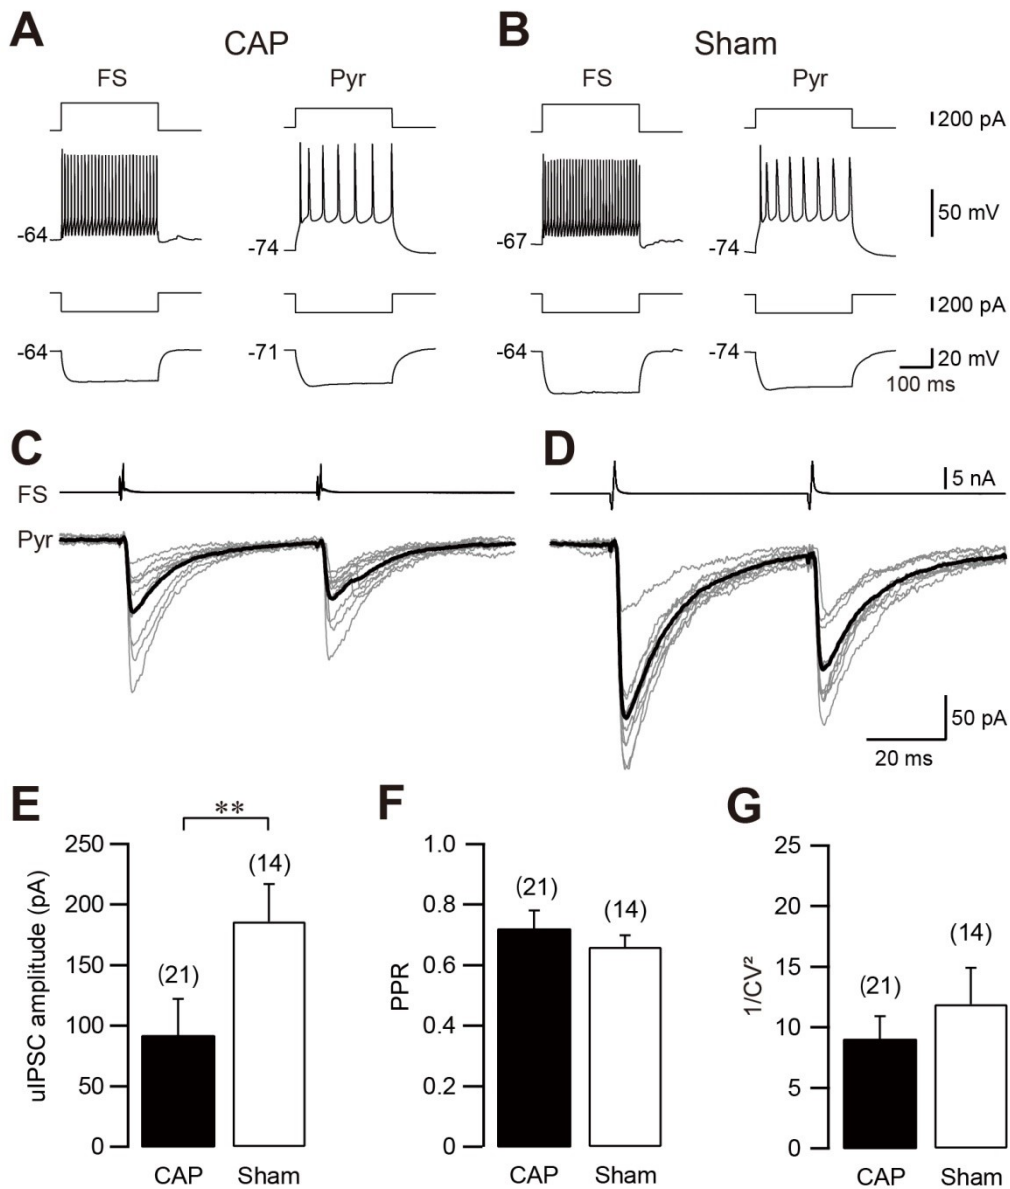 A
CAP
B
Sham
FS
Pyr
FS
Pyr
200 pA
50 mV
-64
-74
-67
-74
200 pA
-64
-71
-64
-74
20 mV
100 ms
C
D
FS
5 nA
Pyr
50 pA
20 ms
E
F
G
**
250
200
150
100
50
0
uIPSC amplitude (pA)
(21)
(14)
CAP
Sham
1.0
0.8
0.6
0.4
0.2
0
PPR
(21)
(14)
CAP
Sham
25
20
15
10
5
0
1/CV²
(21)
(14)
CAP
Sham